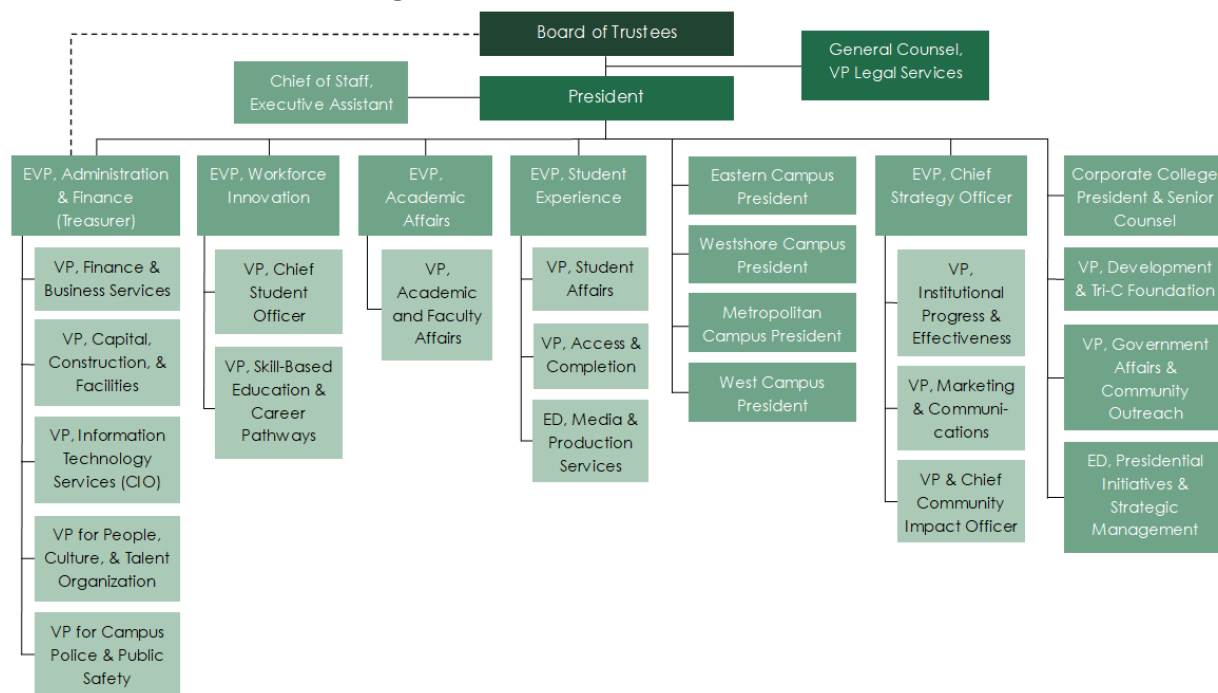 Board of Trustees
General Counsel,
VP Legal Services
Chief of Staff,
Executive Assistant
President
EVP, Administration
& Finance
(Treasurer)
VP, Finance &
Business Services
VP, Capital,
Construction, &
Facilities
VP, Information
Technology
Services (CIO)
VP for People,
Culture, & Talent
Organization
VP for Campus
Police & Public
Safety
EVP, Workforce
Innovation
VP, Chief
Student
Officer
VP, Skill-Based
Education &
Career
Pathways
EVP,
Academic
Affairs
VP,
Academic
and Faculty
Affairs
EVP, Student
Experience
VP, Student
Affairs
VP, Access &
Completion
ED, Media &
Production
Services
Eastern Campus
President
Westshore Campus
President
Metropolitan
Campus President
West Campus
President
EVP, Chief
Strategy Officer
VP,
Institutional
Progress &
Effectiveness
VP, Marketing
& Communi-
cations
VP & Chief
Community
Impact Officer
Corporate College
President & Senior
Counsel
VP, Development
& Tri-C Foundation
VP, Government
Affairs &
Community
Outreach
ED, Presidential
Initiatives &
Strategic
Management